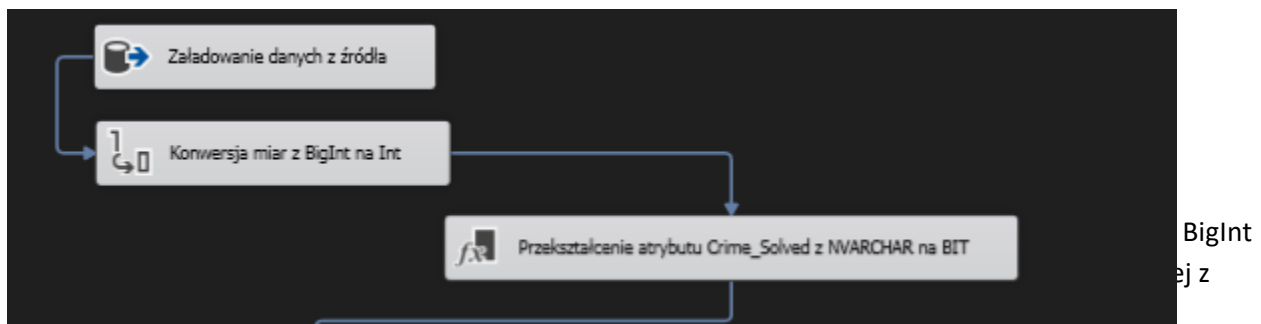 Załadowanie danych z źródła
Konwersja miar z BigInt na Int
Przekształcenie atrybutu Crime_Solved z NVARCHAR na BIT
BigInt
ej z